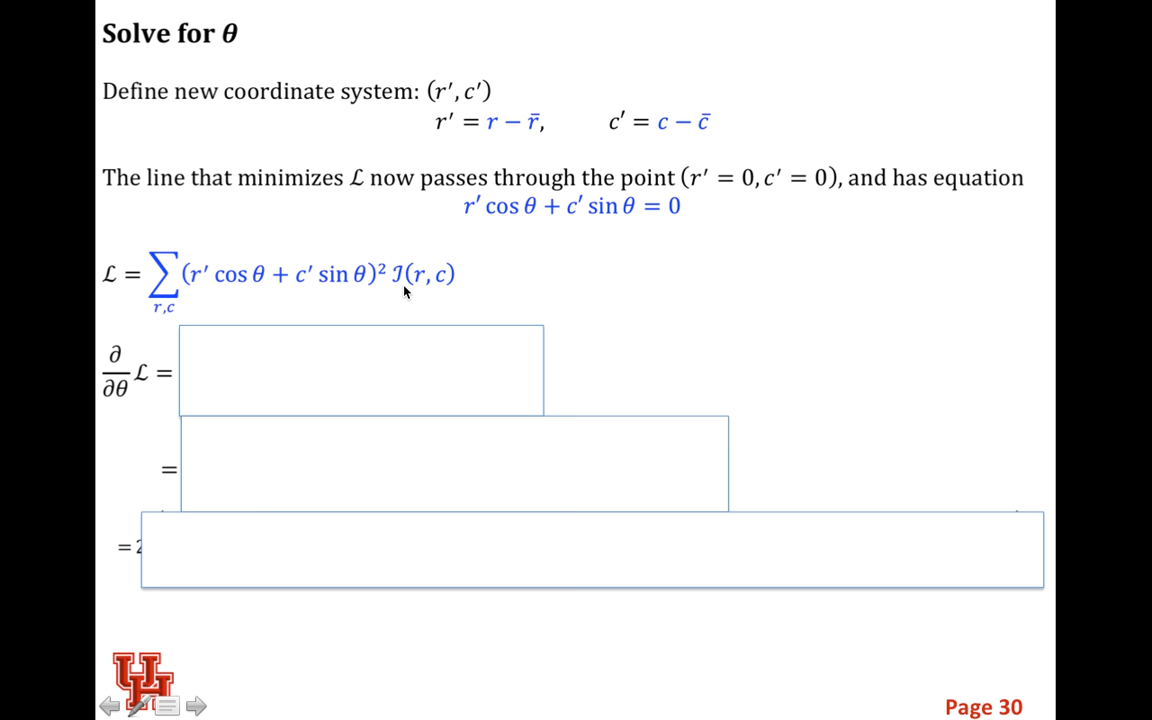 Solve for θ
Define new coordinate system: (r′, c′)
r′ = r − r̄,   c′ = c − c̄
The line that minimizes ℒ now passes through the point (r′ = 0, c′ = 0), and has equation
r′ cos θ + c′ sin θ = 0
ℒ = ∑_{r,c} (r′ cos θ + c′ sin θ)² ℐ(r, c)
∂/∂θ ℒ =
=
=
Page 30